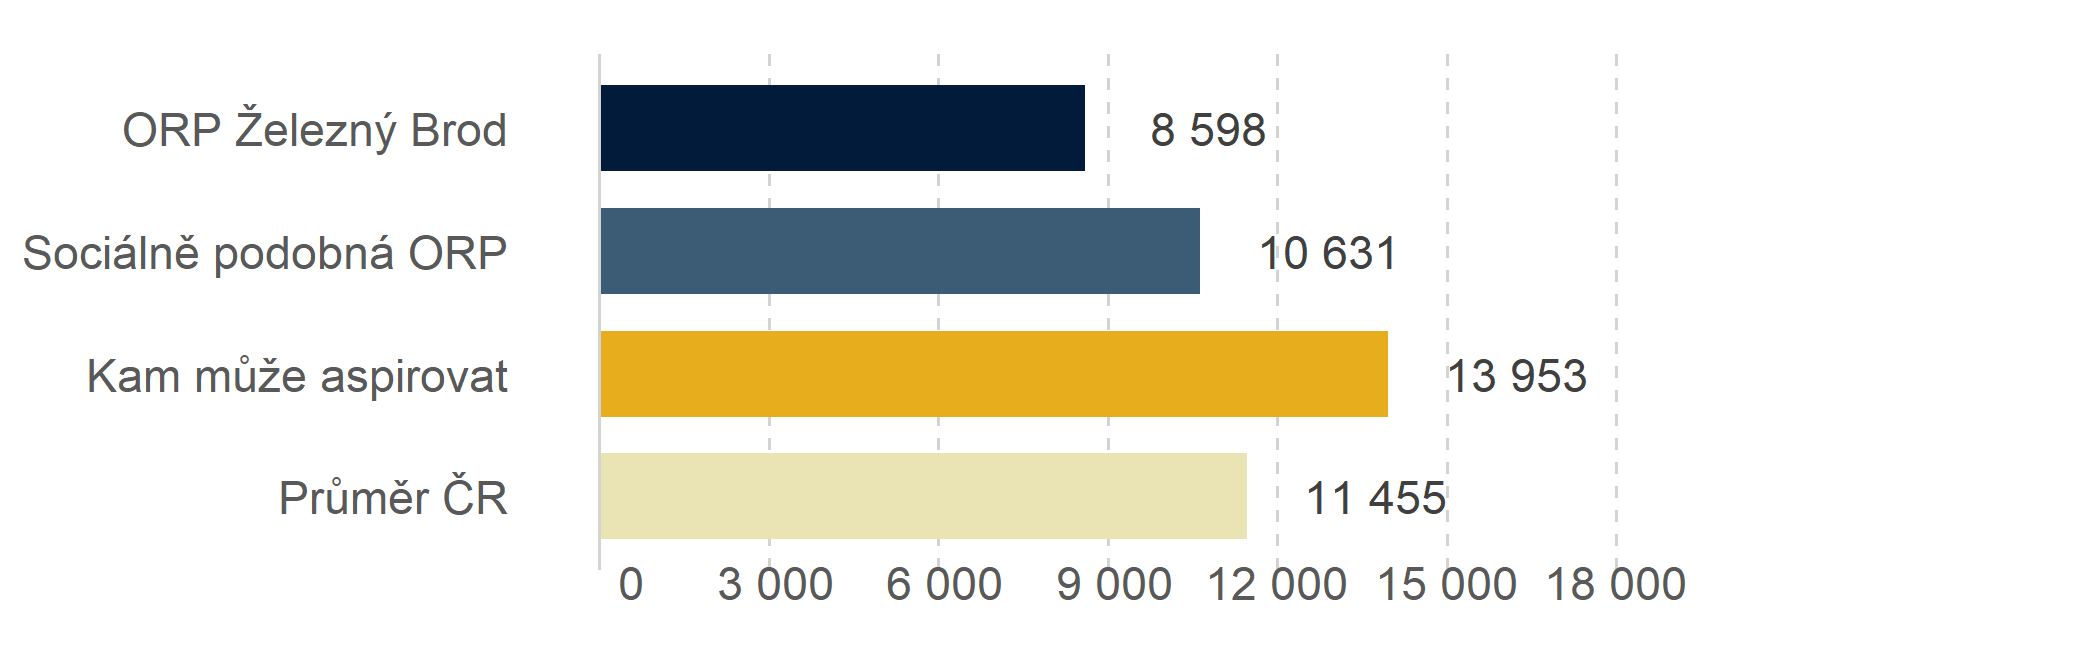 ORP Železný Brod
8 598
Sociálně podobná ORP
10 631
Kam může aspirovat
13 953
Průměr ČR
11 455
0 3 000 6 000 9 000 12 000 15 000 18 000